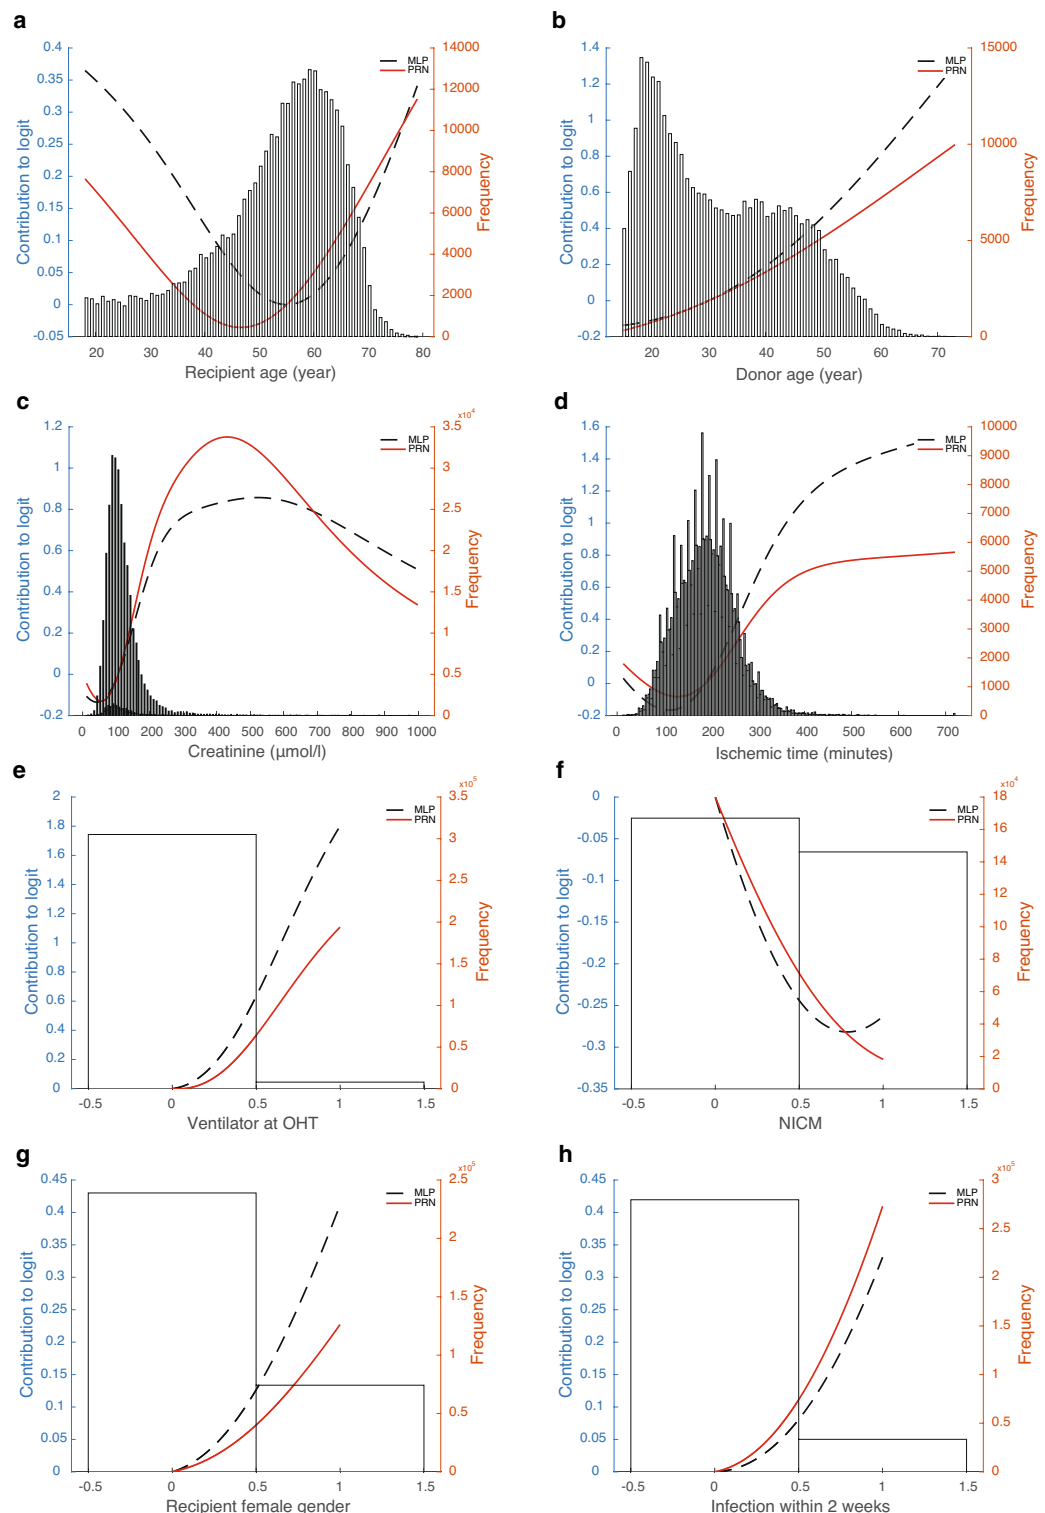 a
b
0.4
0.35
0.3
0.25
0.2
0.15
0.1
0.05
0
-0.05
Contribution to logit
14000
12000
10000
8000
6000
4000
2000
0
Frequency
MLP
PRN
20 30 40 50 60 70 80
Recipient age (year)
1.4
1.2
1
0.8
0.6
0.4
0.2
0
-0.2
Contribution to logit
15000
10000
5000
0
Frequency
MLP
PRN
20 30 40 50 60 70
Donor age (year)
c
d
1.2
1
0.8
0.6
0.4
0.2
0
-0.2
Contribution to logit
x10⁴
3.5
3
2.5
2
1.5
1
0.5
0
Frequency
MLP
PRN
0 100 200 300 400 500 600 700 800 900 1000
Creatinine (µmol/l)
1.6
1.4
1.2
1
0.8
0.6
0.4
0.2
0
-0.2
Contribution to logit
10000
9000
8000
7000
6000
5000
4000
3000
2000
1000
0
Frequency
MLP
PRN
0 100 200 300 400 500 600 700
Ischemic time (minutes)
e
f
2
1.8
1.6
1.4
1.2
1
0.8
0.6
0.4
0.2
0
Contribution to logit
x10⁵
3.5
3
2.5
2
1.5
1
0.5
0
Frequency
MLP
PRN
-0.5 0 0.5 1 1.5
Ventilator at OHT
0
-0.05
-0.1
-0.15
-0.2
-0.25
-0.3
-0.35
Contribution to logit
x10⁴
18
16
14
12
10
8
6
4
2
0
Frequency
MLP
PRN
-0.5 0 0.5 1 1.5
NICM
g
h
0.45
0.4
0.35
0.3
0.25
0.2
0.15
0.1
0.05
0
Contribution to logit
x10⁵
2.5
2
1.5
1
0.5
0
Frequency
MLP
PRN
-0.5 0 0.5 1 1.5
Recipient female gender
0.45
0.4
0.35
0.3
0.25
0.2
0.15
0.1
0.05
0
Contribution to logit
x10⁵
3
2.5
2
1.5
1
0.5
0
Frequency
MLP
PRN
-0.5 0 0.5 1 1.5
Infection within 2 weeks